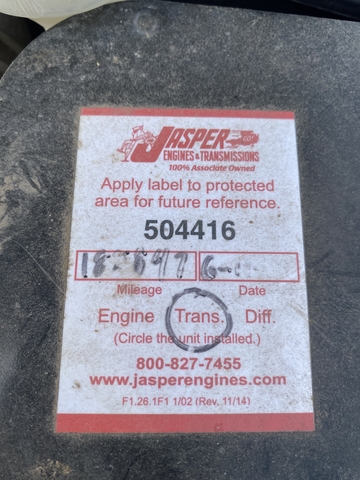 JASPER
ENGINES & TRANSMISSIONS
100% Associate Owned
Apply label to protected
area for future reference.
504416
Mileage Date
Engine Trans. Diff.
(Circle the unit installed.)
800-827-7455
www.jasperengines.com
F1.26.1F1 1/02 (Rev. 11/14)